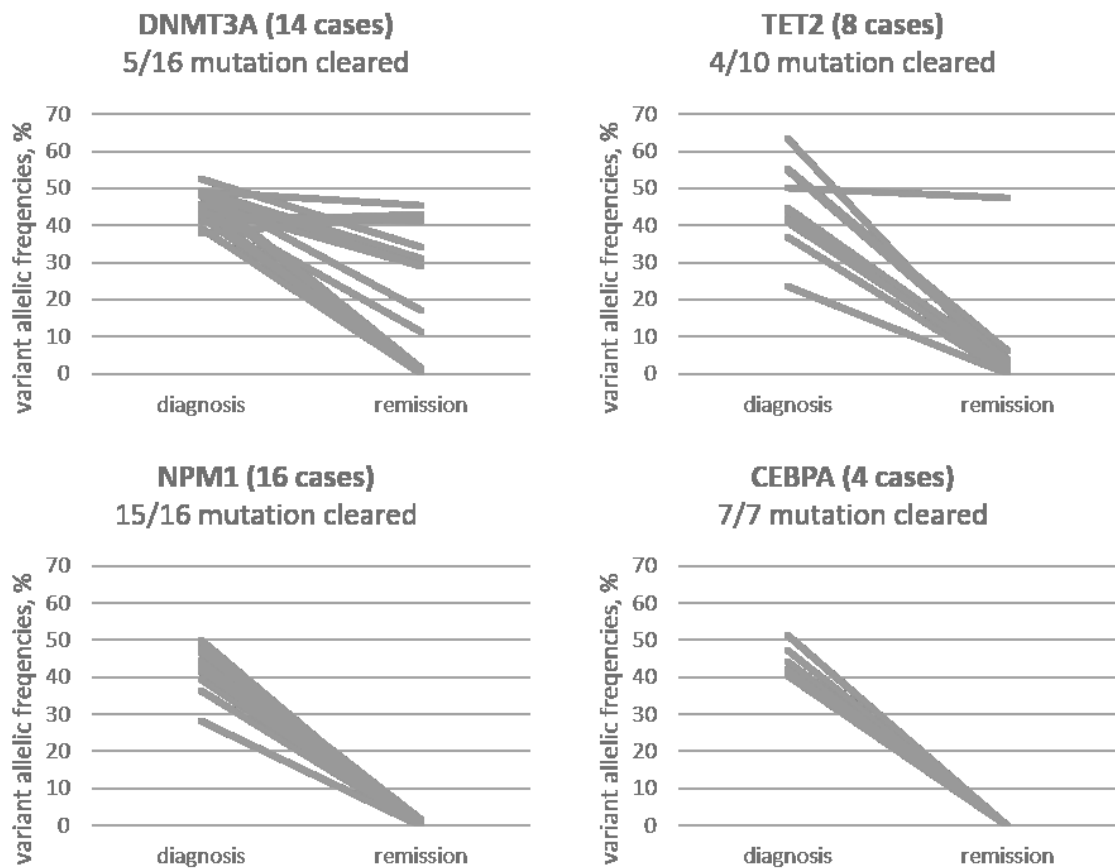 DNMT3A (14 cases)
5/16 mutation cleared
variant allelic freqencies, %
70
60
50
40
30
20
10
0
diagnosis
remission
TET2 (8 cases)
4/10 mutation cleared
variant allelic freqencies, %
70
60
50
40
30
20
10
0
diagnosis
remission
NPM1 (16 cases)
15/16 mutation cleared
variant allelic freqencies, %
70
60
50
40
30
20
10
0
diagnosis
remission
CEBPA (4 cases)
7/7 mutation cleared
variant allelic freqencies, %
70
60
50
40
30
20
10
0
diagnosis
remission